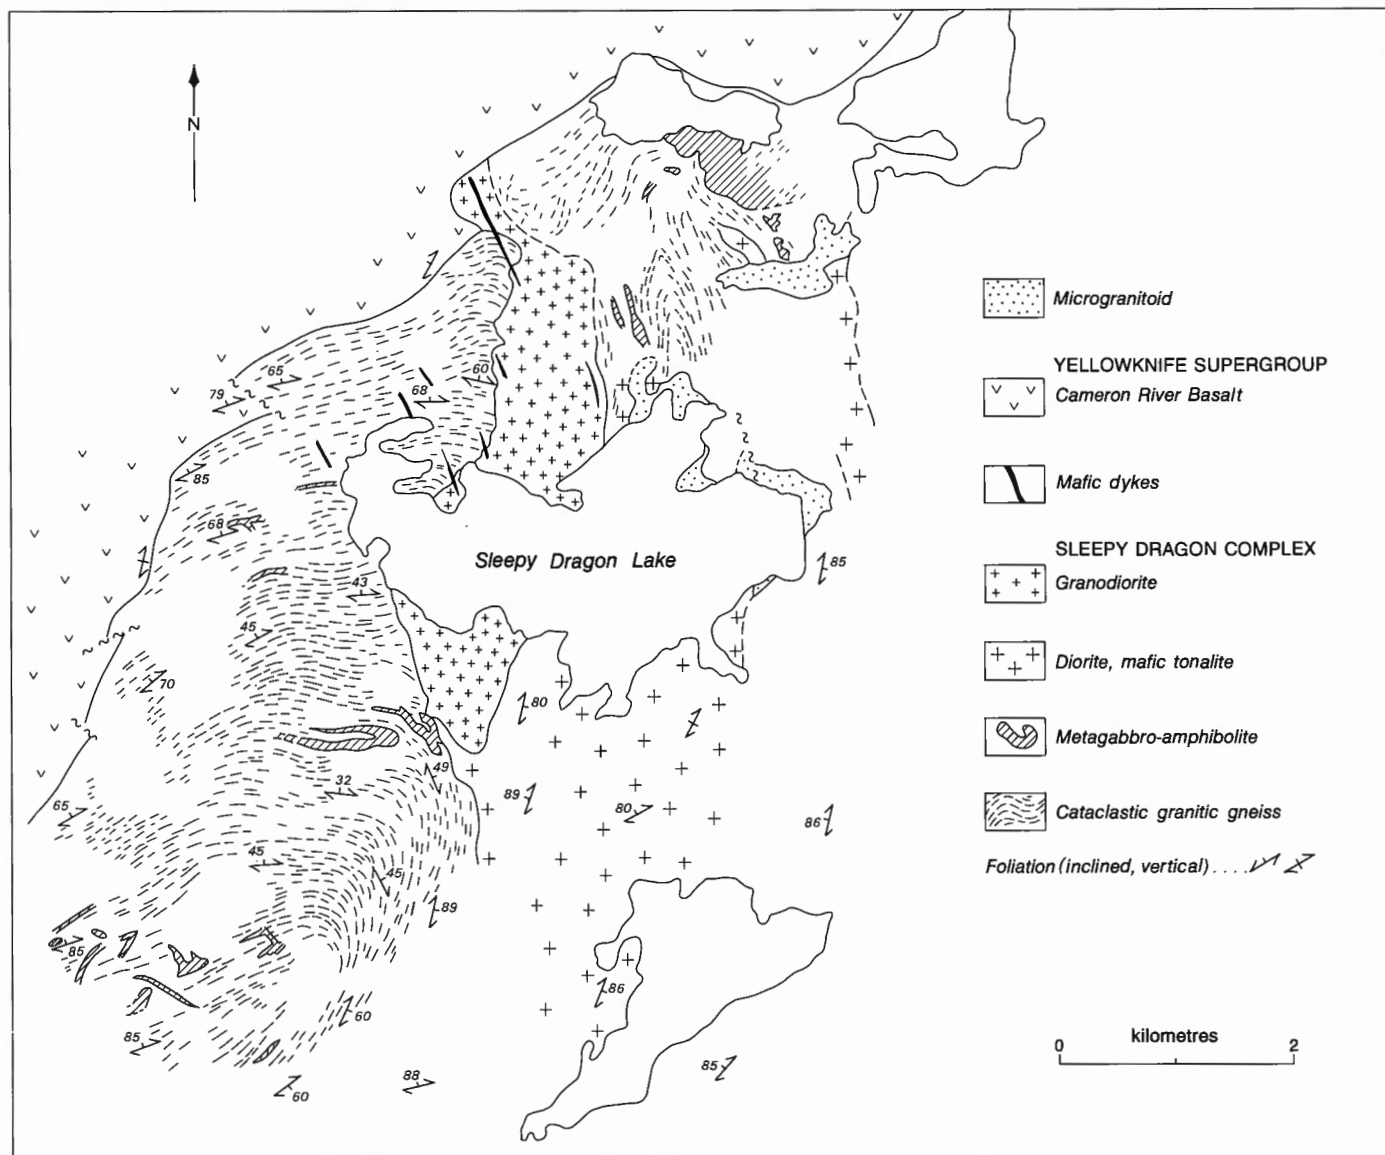 N
65
79
60
68
85
68
43
45
70
65
32
49
45
45
89
85
85
60
60
88
80
89
80
86
86
85
85
Sleepy Dragon Lake
Microgranitoid
YELLOWKNIFE SUPERGROUP
Cameron River Basalt
Mafic dykes
SLEEPY DRAGON COMPLEX
Granodiorite
Diorite, mafic tonalite
Metagabbro-amphibolite
Cataclastic granitic gneiss
Foliation (inclined, vertical) ....
kilometres
0 2